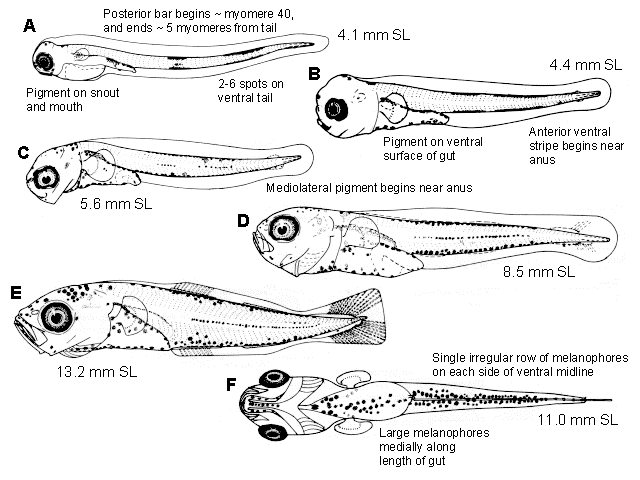 A
Posterior bar begins ~ myomere 40,
and ends ~ 5 myomeres from tail
4.1 mm SL
Pigment on snout
and mouth
2-6 spots on
ventral tail
B
4.4 mm SL
Pigment on ventral
surface of gut
Anterior ventral
stripe begins near
anus
C
5.6 mm SL
Mediolateral pigment begins near anus
D
8.5 mm SL
E
13.2 mm SL
F
Single irregular row of melanophores
on each side of ventral midline
11.0 mm SL
Large melanophores
medially along
length of gut